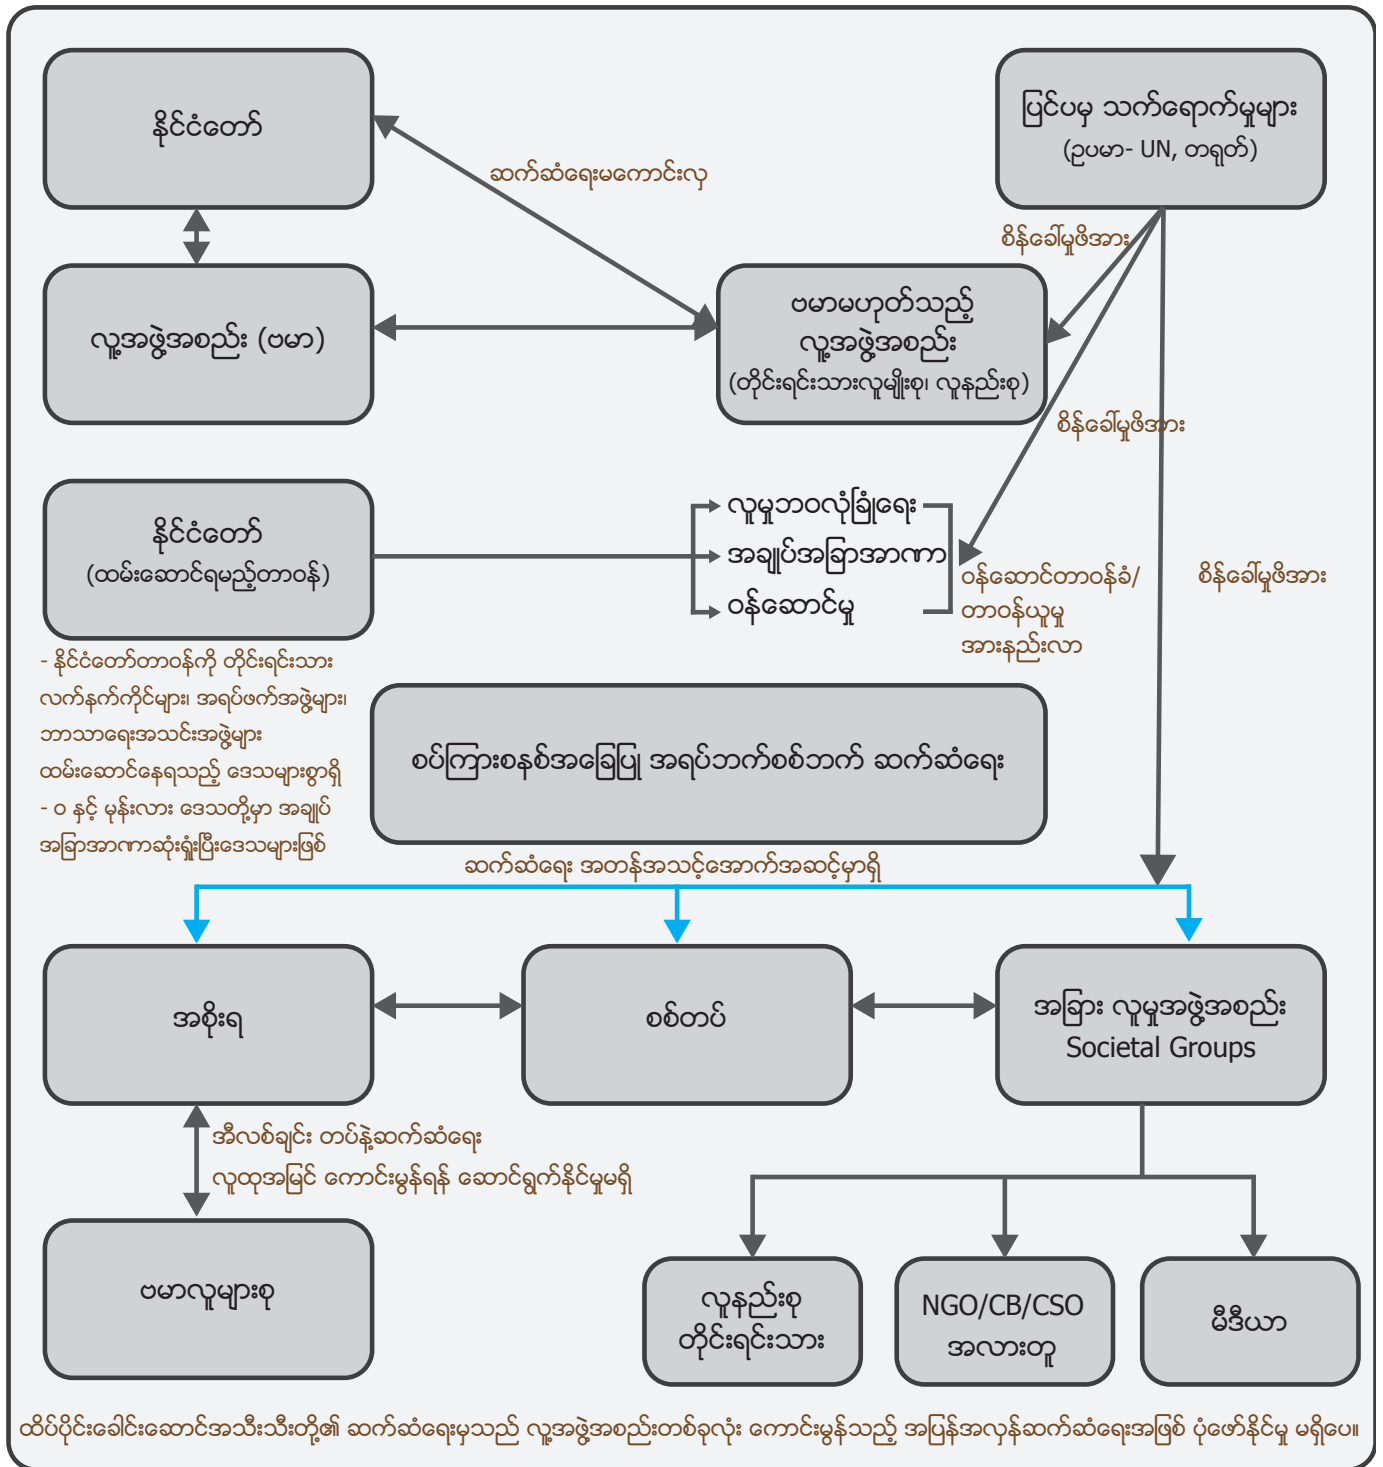 နိုင်ငံတော်
ပြင်ပမှ သက်ရောက်မှုများ
(ဥပမာ- UN, တရုတ်)
ဆက်ဆံရေးမကောင်းလှ
စိန်ခေါ်မှုဖိအား
လူ့အဖွဲ့အစည်း (ဗမာ)
ဗမာမဟုတ်သည့်
လူ့အဖွဲ့အစည်း
(တိုင်းရင်းသားလူမျိုးစု၊ လူနည်းစု)
စိန်ခေါ်မှုဖိအား
နိုင်ငံတော်
(ထမ်းဆောင်ရမည့်တာဝန်)
လူမှုဘဝလုံခြုံရေး
အချုပ်အခြာအာဏာ
ဝန်ဆောင်မှု
ဝန်ဆောင်တာဝန်ခံ/
တာဝန်ယူမှု
အားနည်းလာ
စိန်ခေါ်မှုဖိအား
- နိုင်ငံတော်တာဝန်ကို တိုင်းရင်းသား
လက်နက်ကိုင်များ၊ အရပ်ဖက်အဖွဲ့များ၊
ဘာသာရေးအသင်းအဖွဲ့များ
ထမ်းဆောင်နေရသည့် ဒေသများစွာရှိ
- ဝ နှင့် မုန်းလား ဒေသတို့မှာ အချုပ်
အခြာအာဏာဆုံးရှုံးပြီးဒေသများဖြစ်
စပ်ကြားစနစ်အခြေပြု အရပ်ဘက်စစ်ဘက် ဆက်ဆံရေး
ဆက်ဆံရေး အတန်အသင့်အောက်အဆင့်မှာရှိ
အစိုးရ
စစ်တပ်
အခြား လူမှုအဖွဲ့အစည်း
Societal Groups
အီလစ်ချင်း တပ်နဲ့ဆက်ဆံရေး
လူထုအမြင် ကောင်းမွန်ရန် ဆောင်ရွက်နိုင်မှုမရှိ
ဗမာလူများစု
လူနည်းစု
တိုင်းရင်းသား
NGO/CB/CSO
အလားတူ
မီဒီယာ
ထိပ်ပိုင်းခေါင်းဆောင်အသီးသီးတို့၏ ဆက်ဆံရေးမှသည် လူ့အဖွဲ့အစည်းတစ်ခုလုံး ကောင်းမွန်သည့် အပြန်အလှန်ဆက်ဆံရေးအဖြစ် ပုံဖော်နိုင်မှု မရှိပေ။